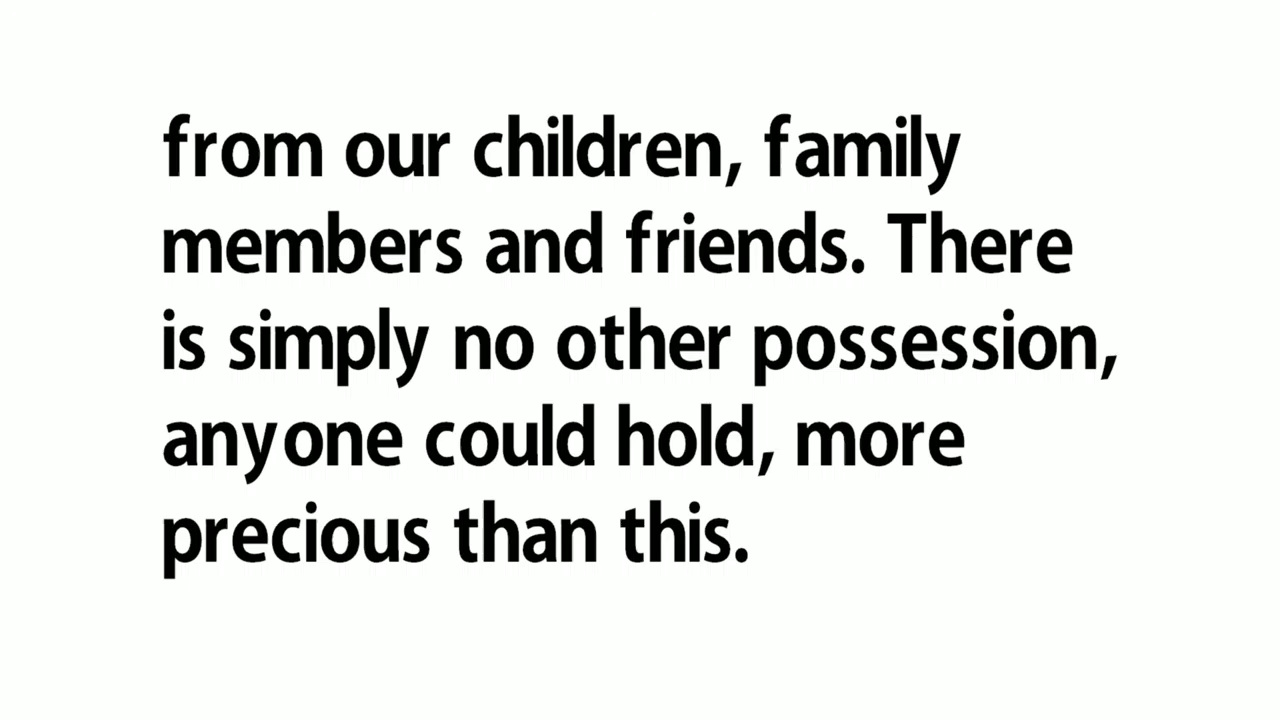 from our children, family
members and friends. There
is simply no other possession,
anyone could hold, more
precious than this.